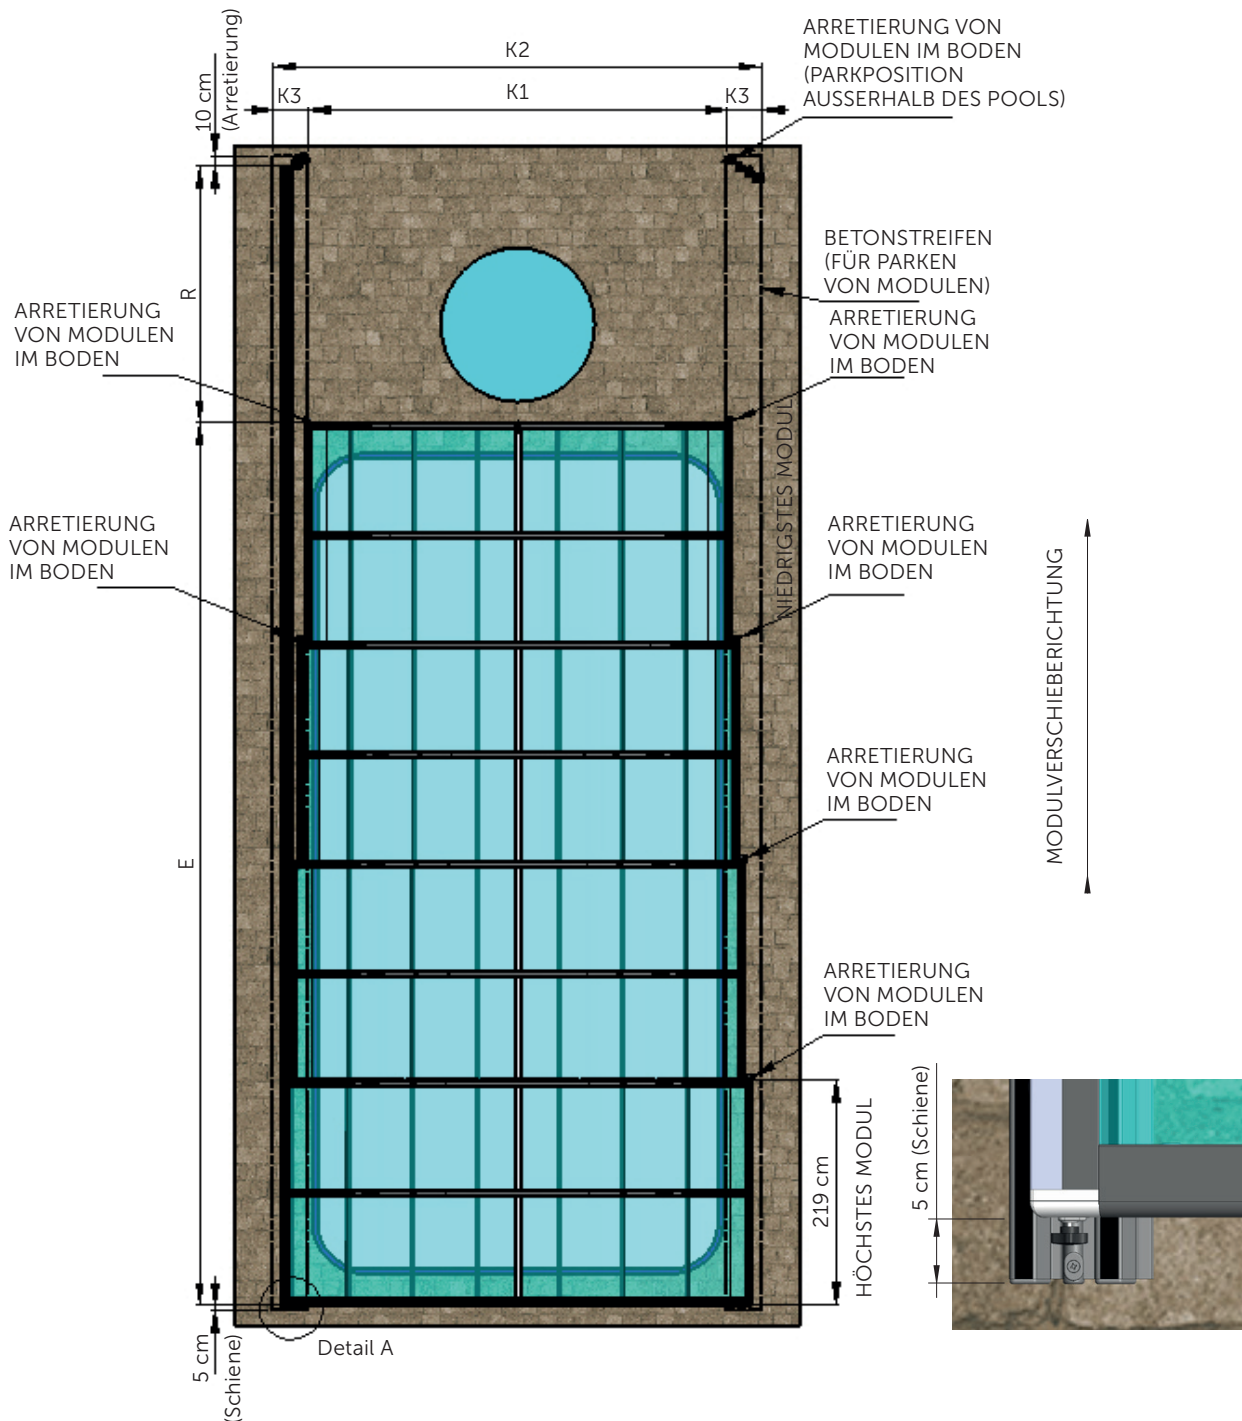 ARRETIERUNG VON
MODULEN IM BODEN
(PARKPOSITION
AUSSERHALB DES POOLS)
K2
K3
K1
K3
10 cm
(Arretierung)
BETONSTREIFEN
(FÜR PARKEN
VON MODULEN)
R
ARRETIERUNG
VON MODULEN
IM BODEN
ARRETIERUNG
VON MODULEN
IM BODEN
NIEDRIGSTES MODUL
ARRETIERUNG
VON MODULEN
IM BODEN
ARRETIERUNG
VON MODULEN
IM BODEN
MODULVERSCHIEBERICHTUNG
ARRETIERUNG
VON MODULEN
IM BODEN
E
ARRETIERUNG
VON MODULEN
IM BODEN
219 cm
HÖCHSTES MODUL
5 cm (Schiene)
5 cm
(Schiene)
Detail A